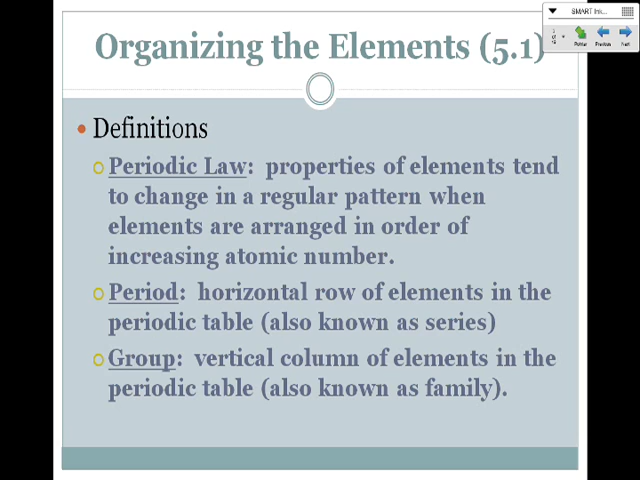 SMART Ink...
Organizing the Elements (5.1)
Pointer Previous Next
Definitions
Periodic Law: properties of elements tend
to change in a regular pattern when
elements are arranged in order of
increasing atomic number.
Period: horizontal row of elements in the
periodic table (also known as series)
Group: vertical column of elements in the
periodic table (also known as family).